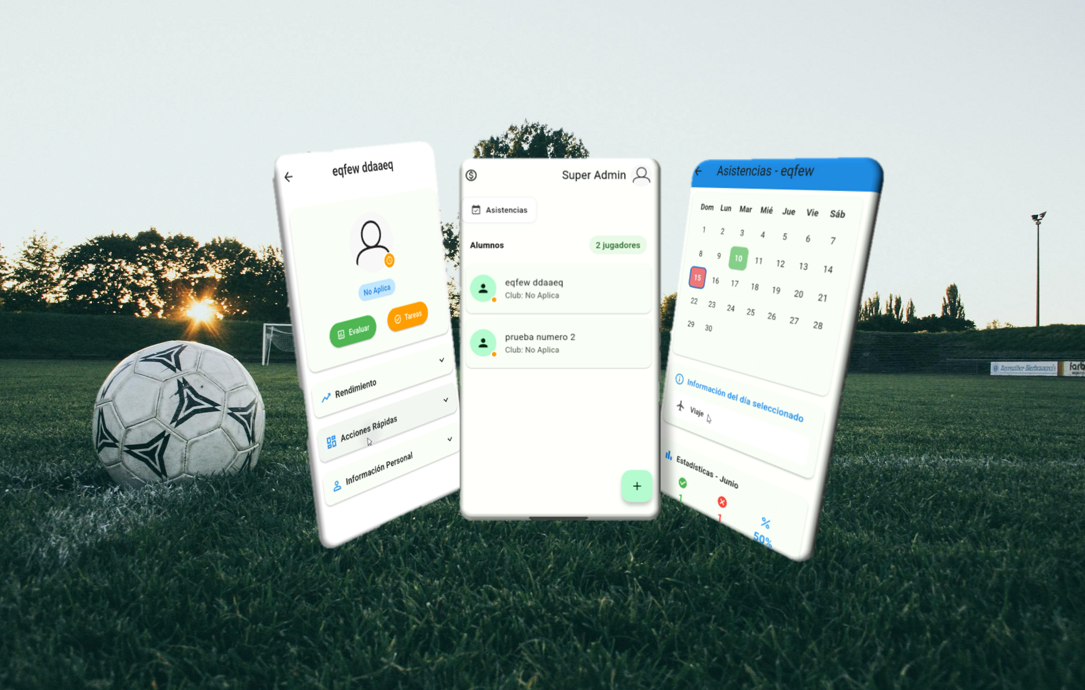 eqfew ddaaeq
No Aplica
Evaluar
Tareas
Rendimiento
Acciones Rápidas
Información Personal
Super Admin
Asistencias
Alumnos
2 jugadores
eqfew ddaaeq
Club: No Aplica
prueba numero 2
Club: No Aplica
+
Asistencias - eqfew
Dom Lun Mar Mié Jue Vie Sáb
1 2 3 4 5 6 7
8 9 10 11 12 13 14
15 16 17 18 19 20 21
22 23 24 25 26 27 28
29 30
Información del día seleccionado
Viaje
Estadísticas - Junio
1
1
%
50%